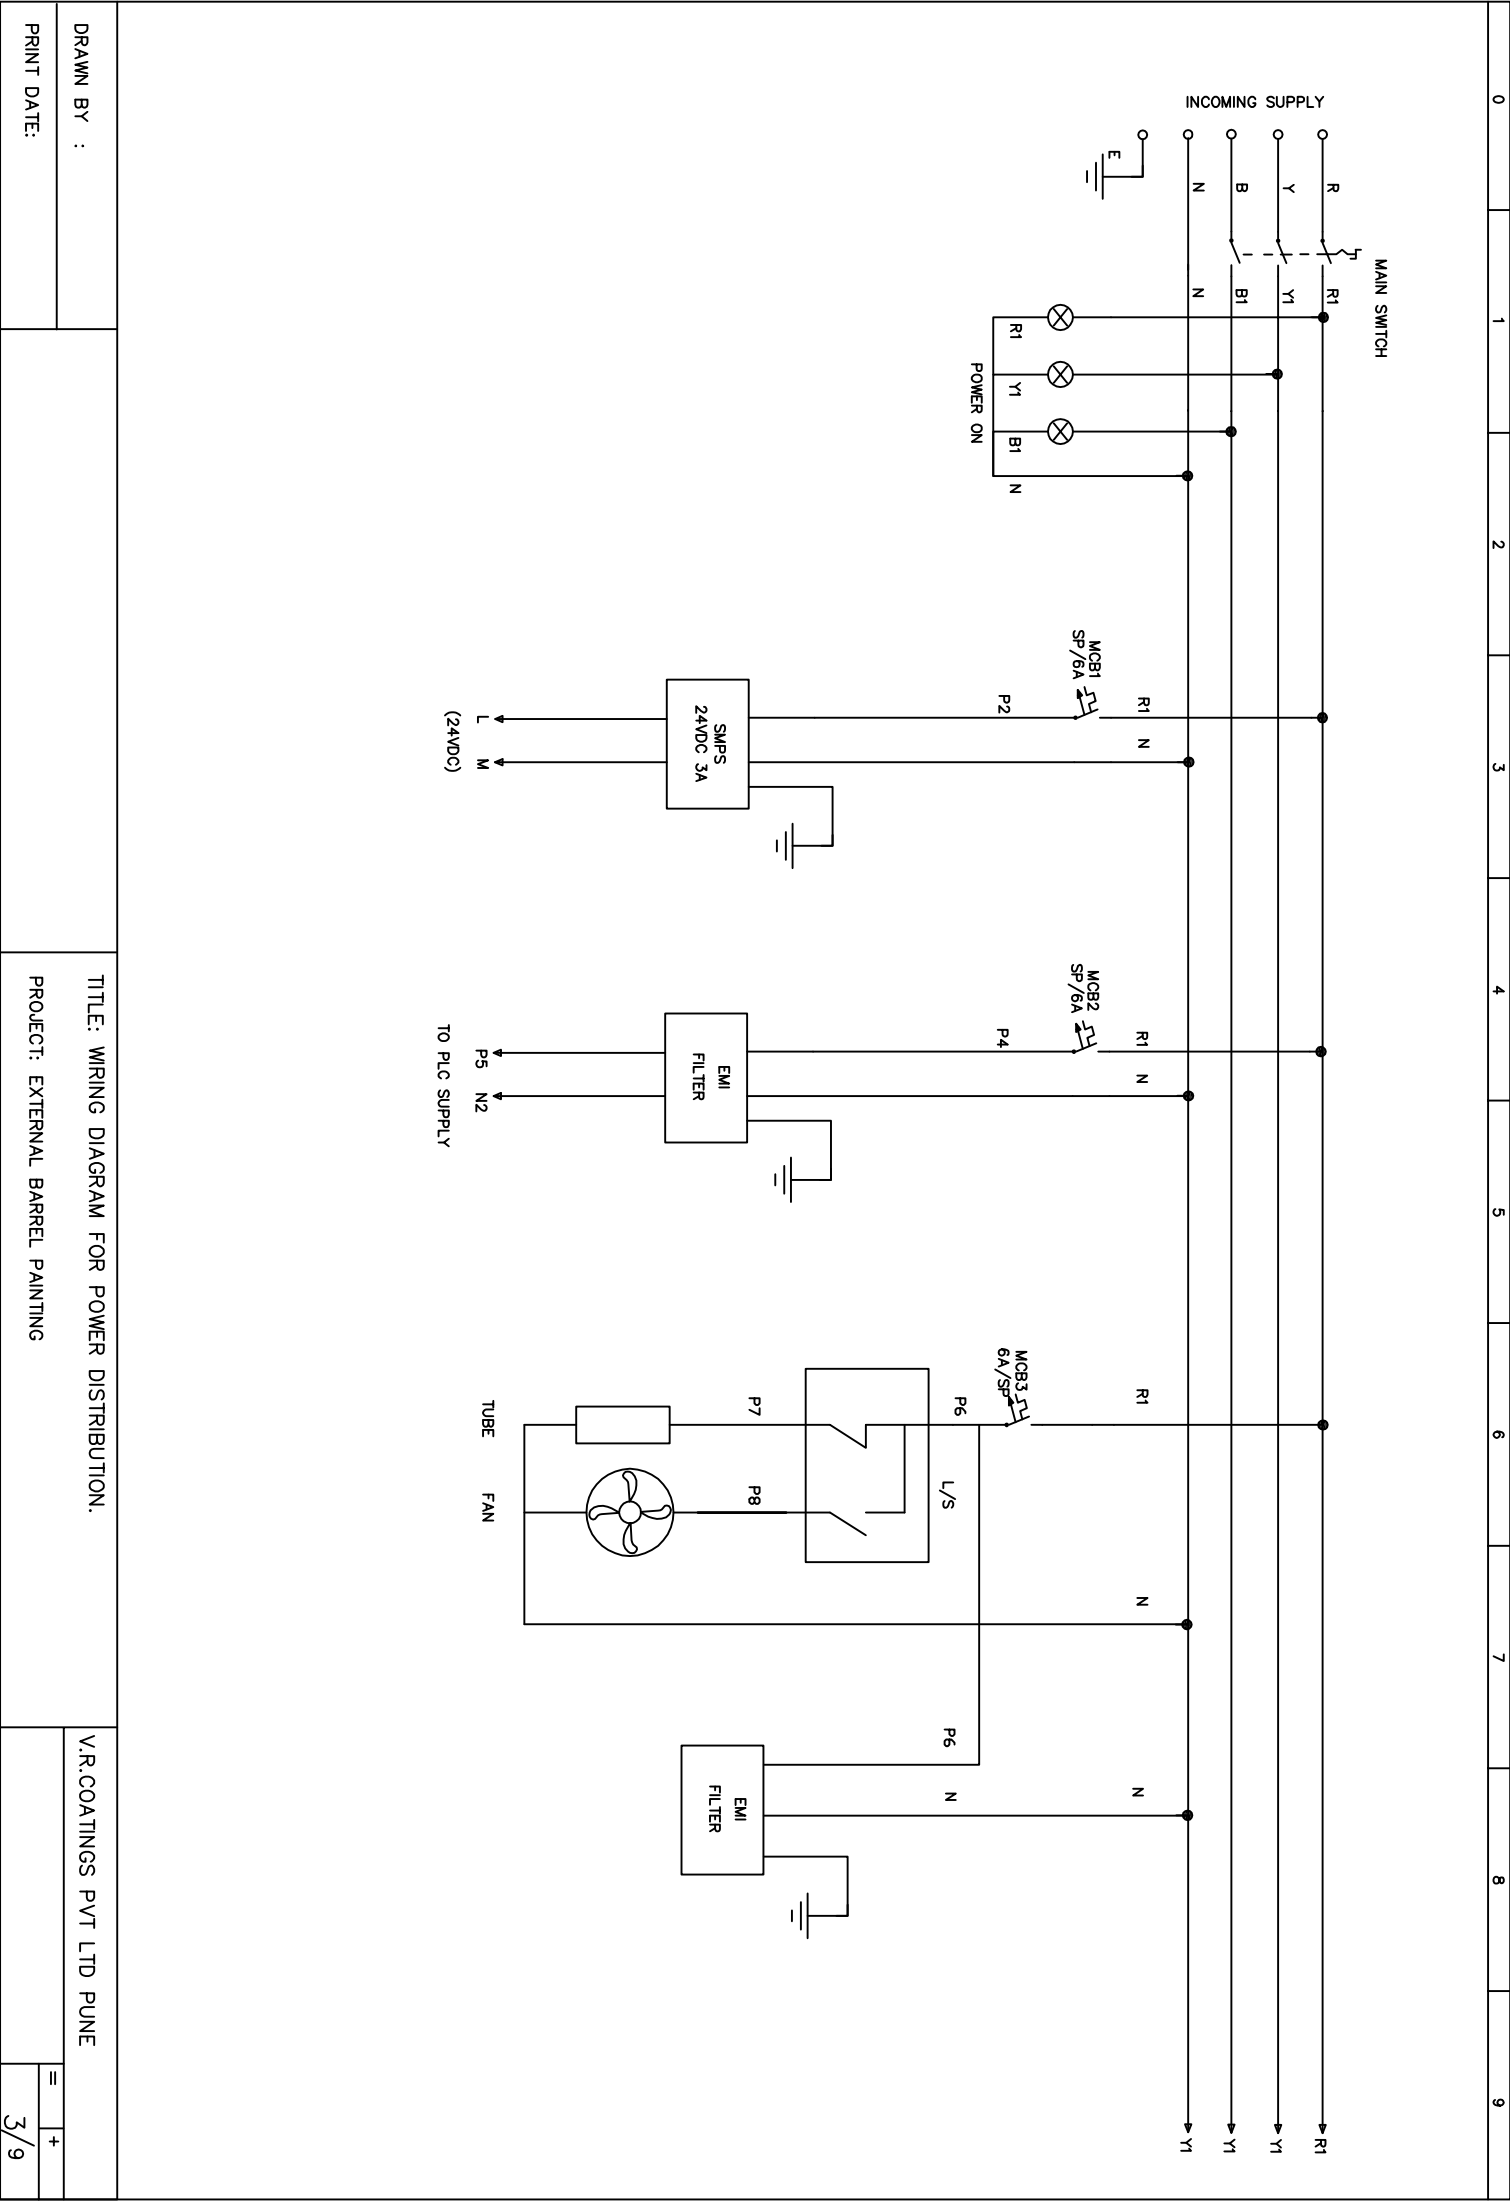 0 1 2 3 4 5 6 7 8 9
MAIN SWITCH
INCOMING SUPPLY
R R1 R1
Y Y1 Y1
B B1 Y1
N N Y1
E
R1 Y1 B1 N
POWER ON
MCB1
SP/6A
R1 N
P2
SMPS
24VDC 3A
L M
(24VDC)
MCB2
SP/6A
R1 N
P4
EMI
FILTER
P5 N2
TO PLC SUPPLY
R1 N
MCB3
6A/SP
P6
L/S
P7 P8
TUBE FAN
N
P6 N
EMI
FILTER
DRAWN BY :
PRINT DATE:
TITLE: WIRING DIAGRAM FOR POWER DISTRIBUTION.
PROJECT: EXTERNAL BARREL PAINTING
V.R.COATINGS PVT LTD PUNE
= +
3/9